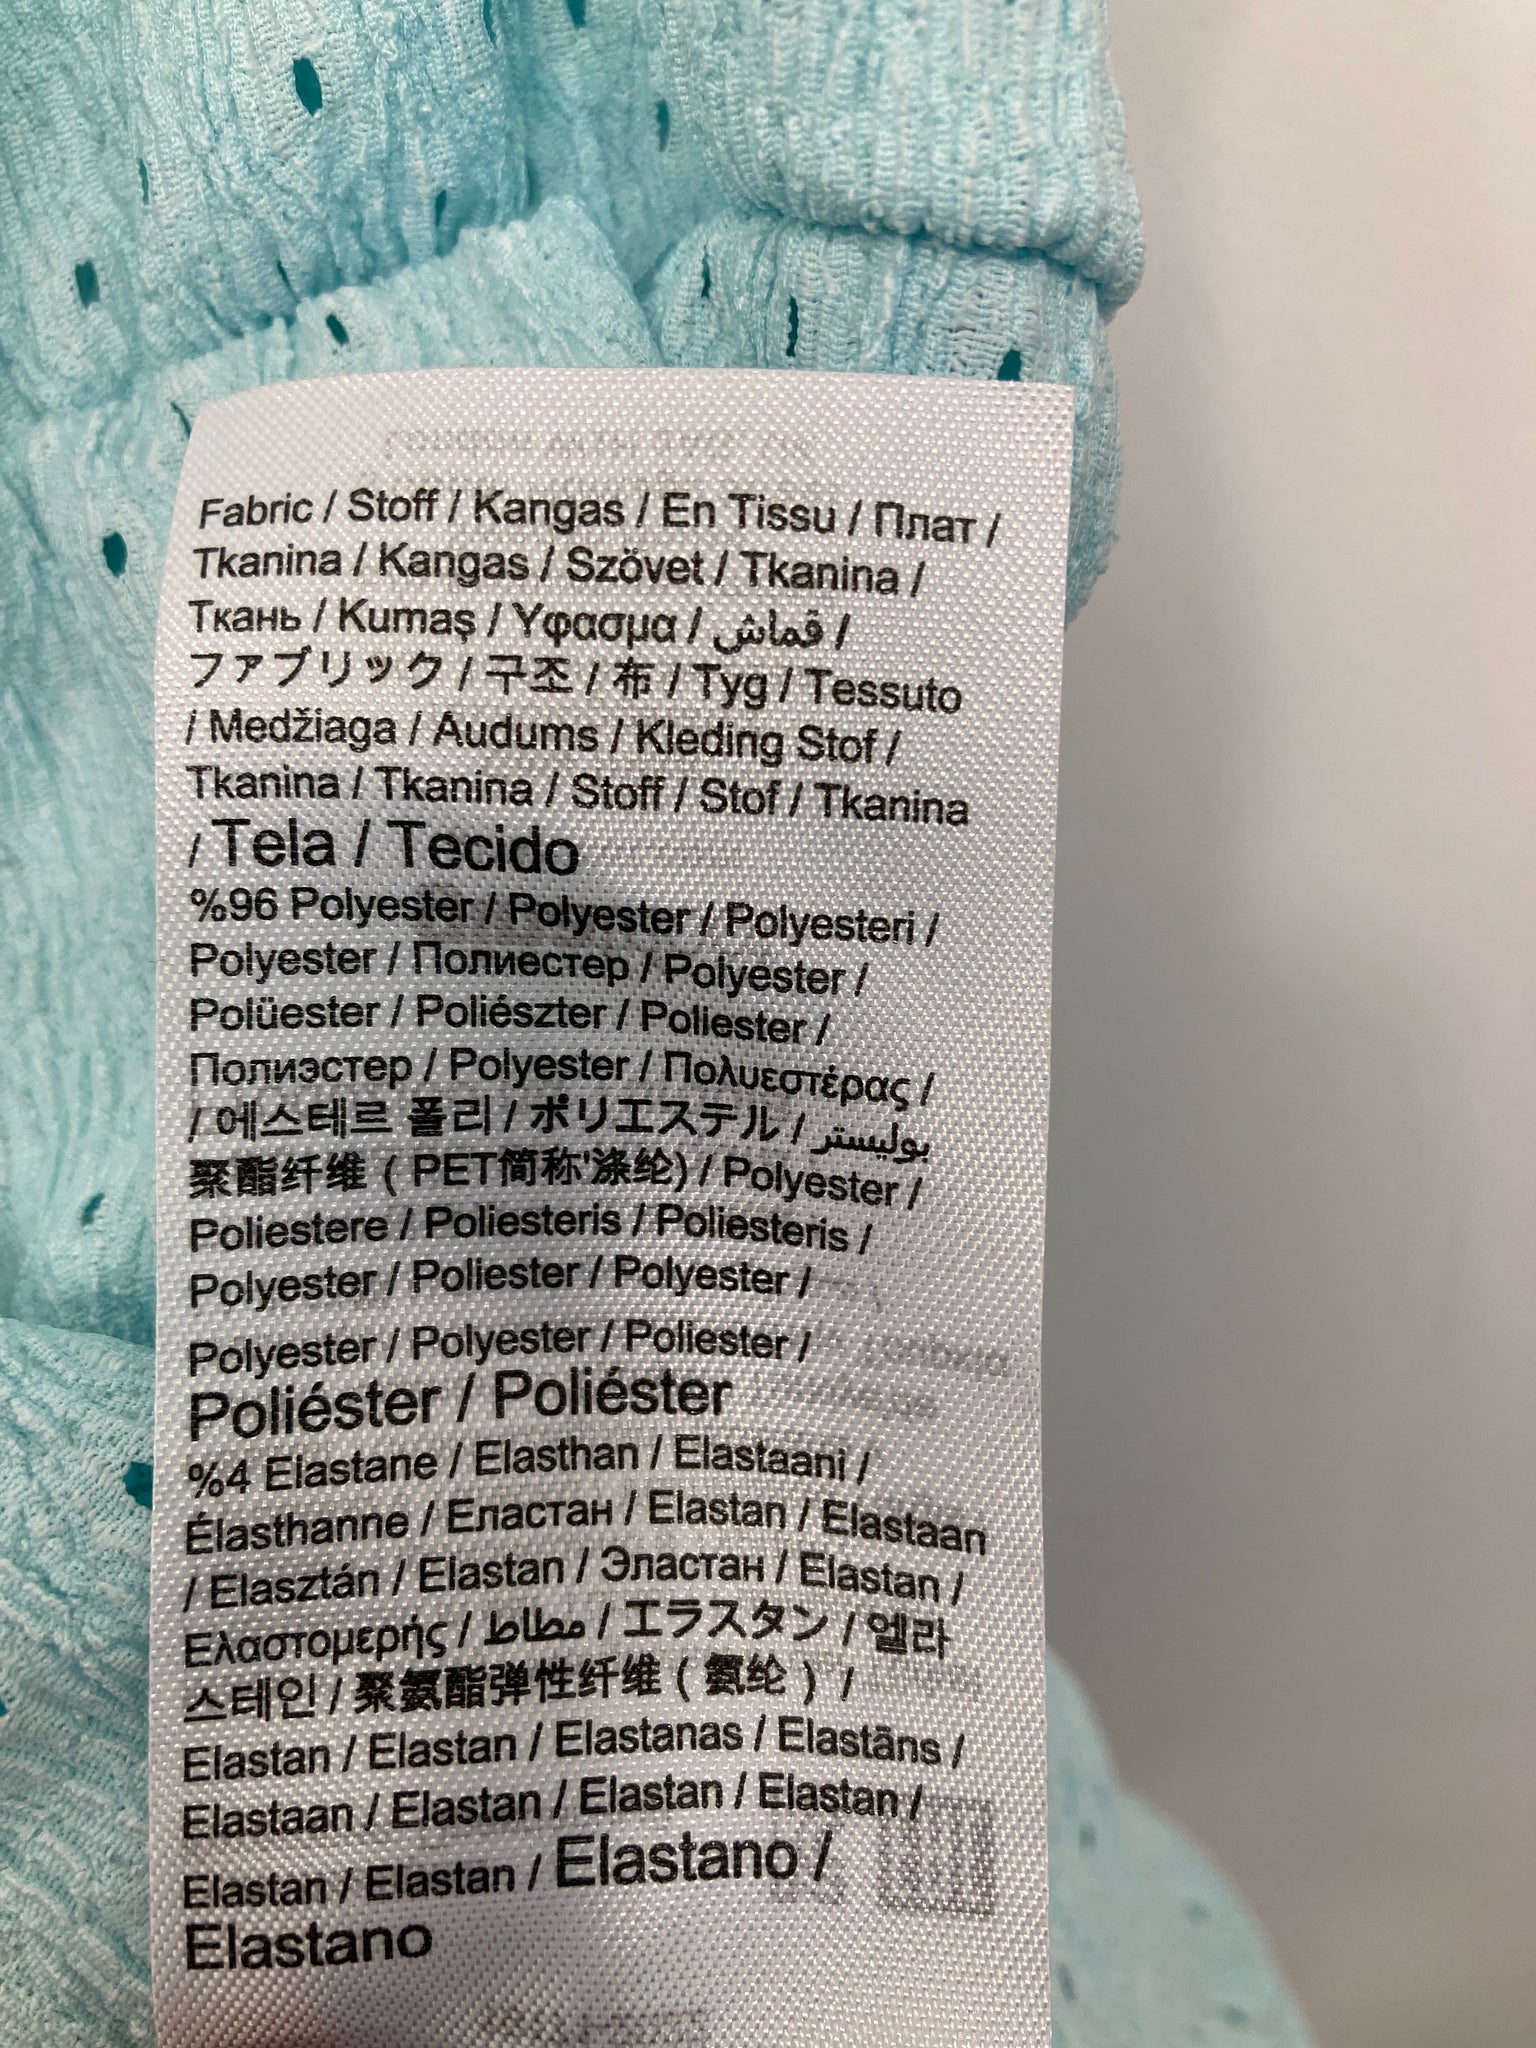 Fabric / Stoff / Kangas / En Tissu / Плат /
Tkanina / Kangas / Szövet / Tkanina /
Ткань / Kumaş / Υφασμα / قماش /
ファブリック / 구조 / 布 / Tyg / Tessuto
/ Medžiaga / Audums / Kleding Stof /
Tkanina / Tkanina / Stoff / Stof / Tkanina
/ Tela / Tecido
%96 Polyester / Polyester / Polyesteri /
Polyester / Полиестер / Polyester /
Polüester / Poliészter / Poliester /
Полиэстер / Polyester / Πολυεστέρας /
/ 에스테르 폴리 / ポリエステル / بوليستر
聚酯纤维 ( PET简称'涤纶) / Polyester /
Poliestere / Poliesteris / Poliesteris /
Polyester / Poliester / Polyester /
Polyester / Polyester / Poliester /
Poliéster / Poliéster
%4 Elastane / Elasthan / Elastaani /
Élasthanne / Еластан / Elastan / Elastaan
/ Elasztán / Elastan / Эластан / Elastan /
Ελαστομερής / مطاط / エラスタン / 엘라
스테인 / 聚氨酯弹性纤维 ( 氨纶 ) /
Elastan / Elastan / Elastanas / Elastāns /
Elastaan / Elastan / Elastan / Elastan /
Elastan / Elastan / Elastano /
Elastano